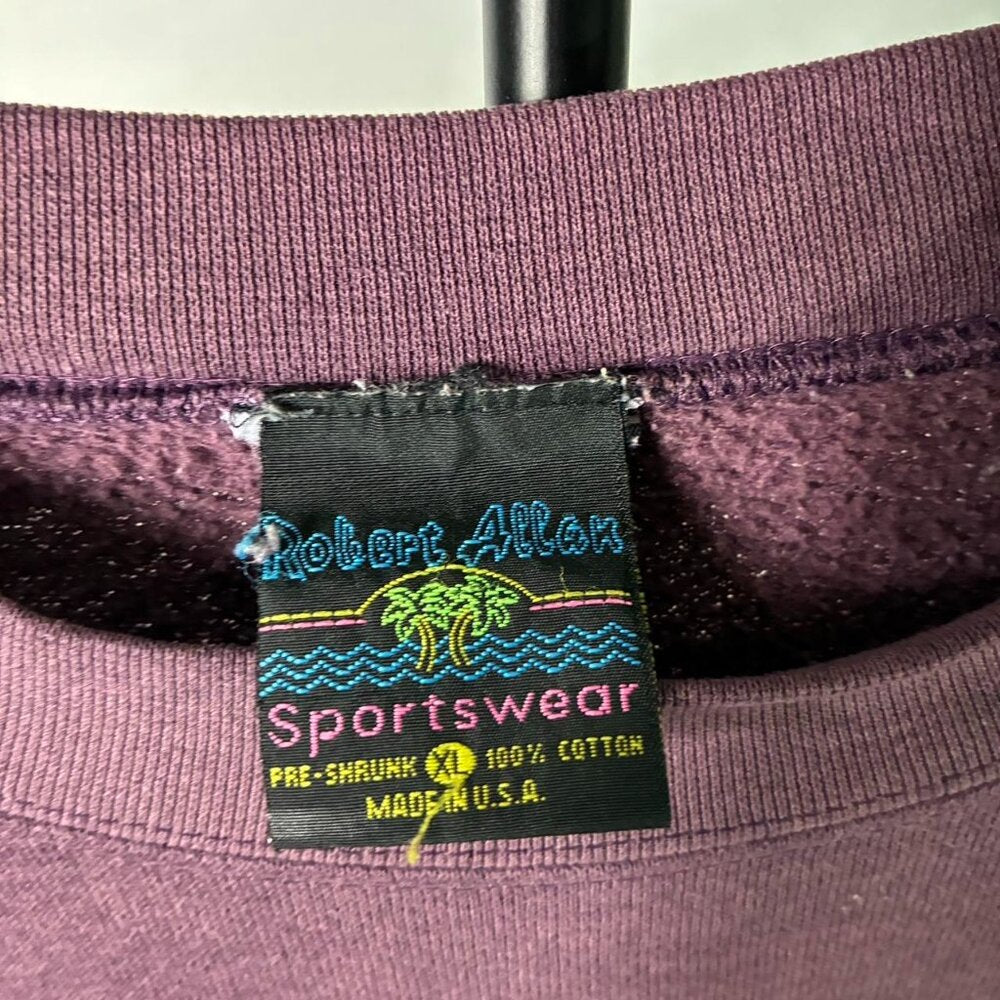 Robert Allan
Sportswear
PRE-SHRUNK XL 100% COTTON
MADE IN U.S.A.